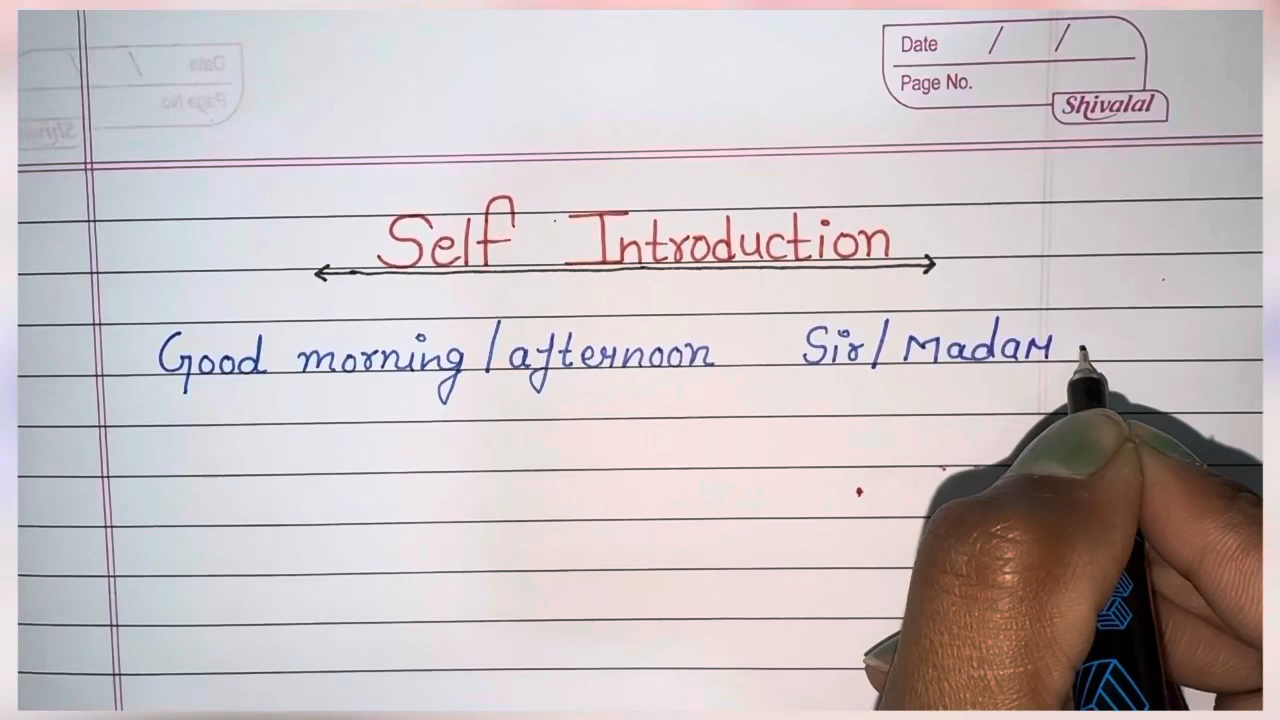 Date / /
Page No.
Shivalal
Self Introduction
Good morning/afternoon Sir/Madam